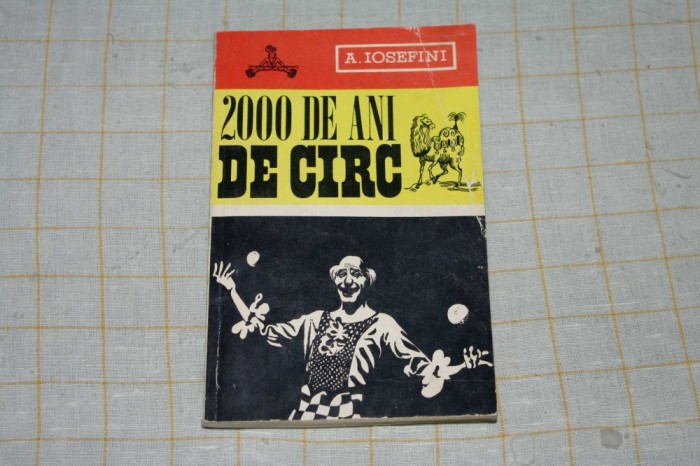 A. IOSEFINI
2000 DE ANI
DE CIRC